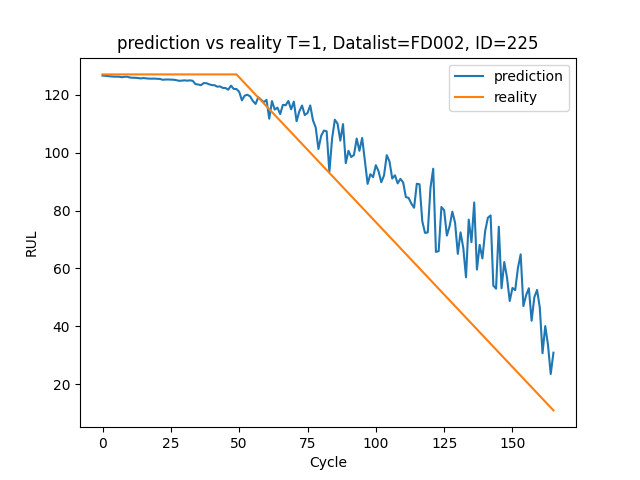 prediction vs reality T=1, Datalist=FD002, ID=225
prediction
reality
120
100
80
60
40
20
RUL
0 25 50 75 100 125 150
Cycle